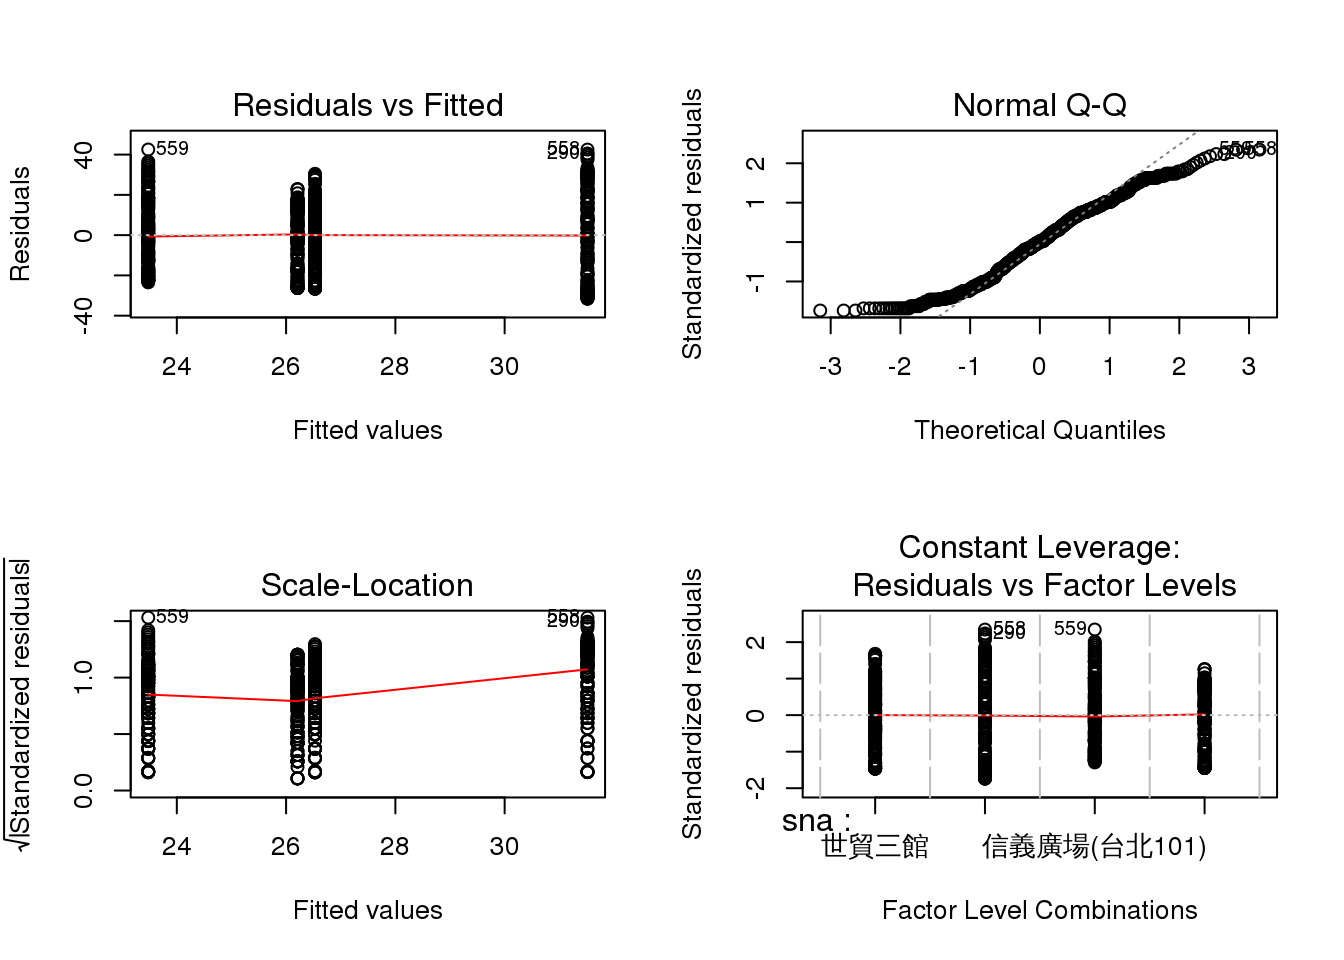 Residuals vs Fitted
Residuals
40
0
-40
559
558
290
24 26 28 30
Fitted values
Normal Q-Q
Standardized residuals
2
1
-1
559
558
290
-3 -2 -1 0 1 2 3
Theoretical Quantiles
Scale-Location
√|Standardized residuals|
1.0
0.0
559
558
290
24 26 28 30
Fitted values
Constant Leverage:
Residuals vs Factor Levels
Standardized residuals
2
0
-2
558
290
559
sna :
世貿三館 信義廣場(台北101)
Factor Level Combinations